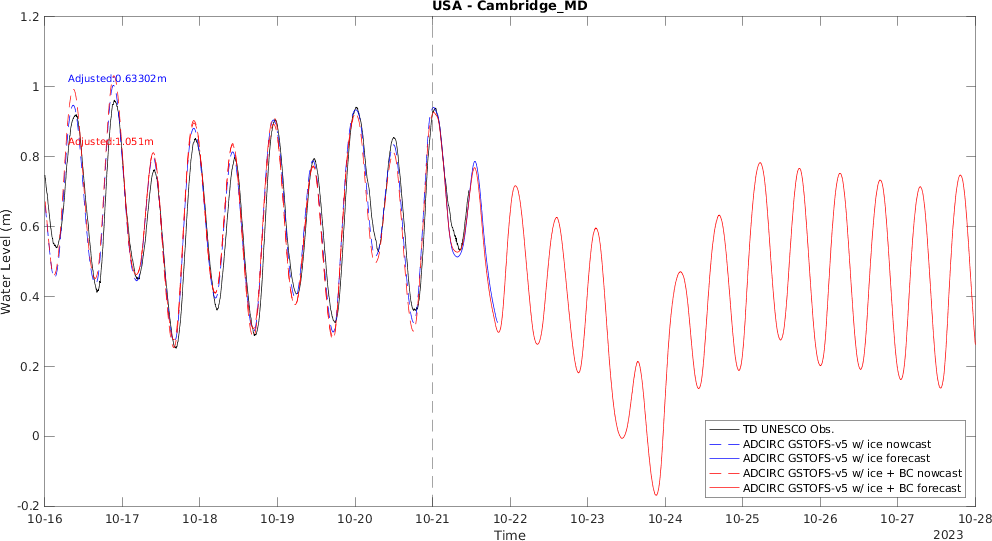 USA - Cambridge_MD
1.2
1
0.8
0.6
0.4
0.2
0
-0.2
Water Level (m)
Adjusted:0.63302m
Adjusted:1.051m
TD UNESCO Obs.
ADCIRC GSTOFS-v5 w/ ice nowcast
ADCIRC GSTOFS-v5 w/ ice forecast
ADCIRC GSTOFS-v5 w/ ice + BC nowcast
ADCIRC GSTOFS-v5 w/ ice + BC forecast
10-16 10-17 10-18 10-19 10-20 10-21 10-22 10-23 10-24 10-25 10-26 10-27 10-28
Time
2023